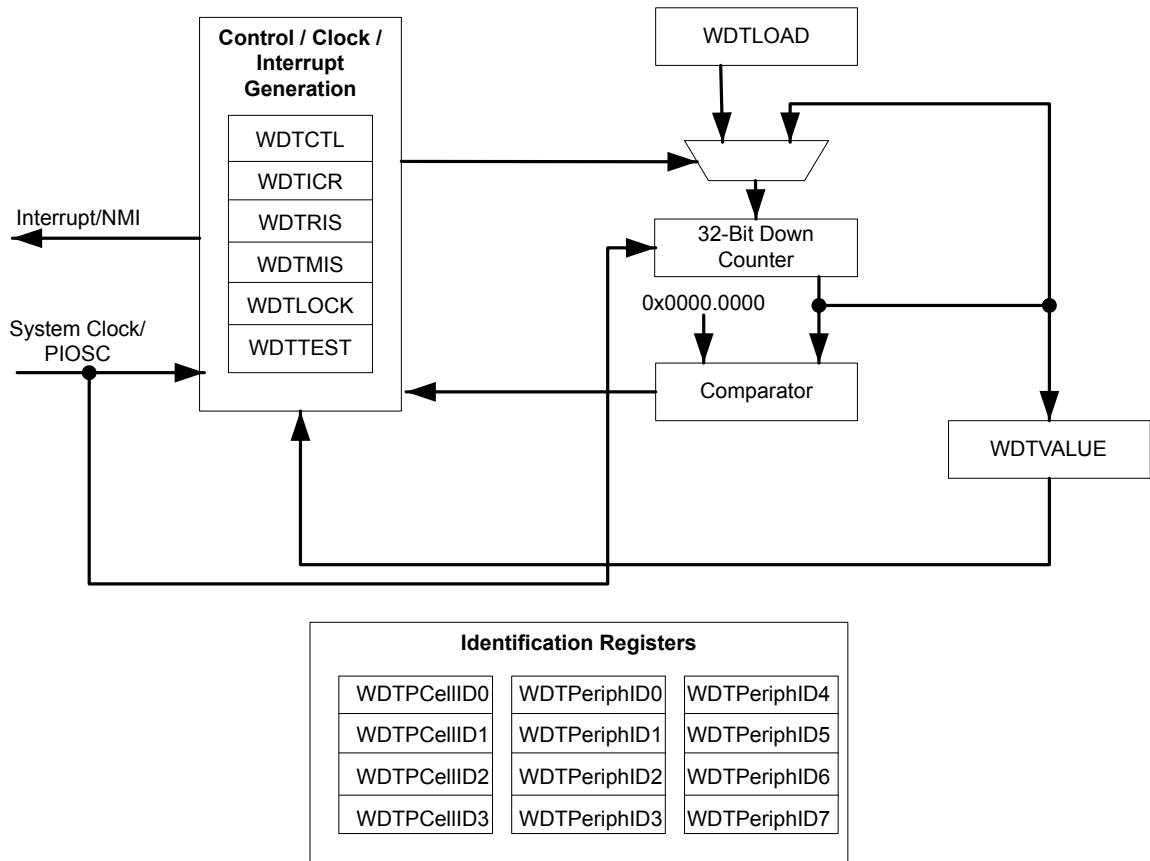 Control / Clock /
Interrupt
Generation
WDTCTL
WDTICR
WDTRIS
WDTMIS
WDTLOCK
WDTTEST
Interrupt/NMI
System Clock/
PIOSC
WDTLOAD
32-Bit Down
Counter
0x0000.0000
Comparator
WDTVALUE
Identification Registers
WDTPCellID0
WDTPCellID1
WDTPCellID2
WDTPCellID3
WDTPeriphID0
WDTPeriphID1
WDTPeriphID2
WDTPeriphID3
WDTPeriphID4
WDTPeriphID5
WDTPeriphID6
WDTPeriphID7